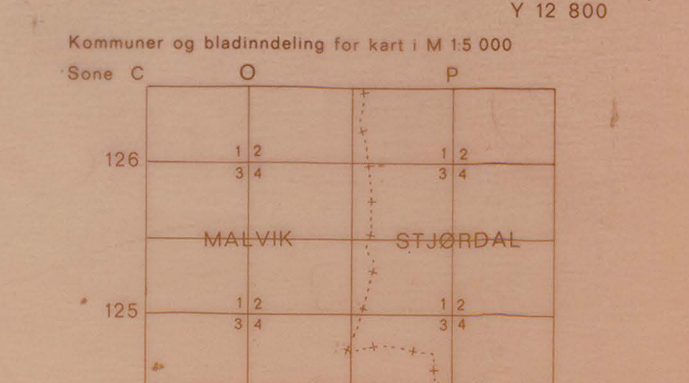 Y 12 800
Kommuner og bladinndeling for kart i M 1:5 000
Sone C O P
1 2 1 2
126
3 4 3 4
MALVIK STJØRDAL
1 2 1 2
125
3 4 3 4